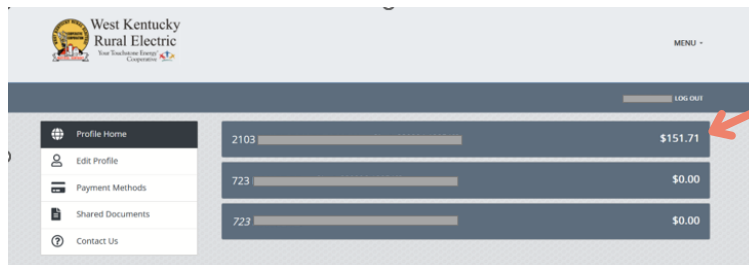 West Kentucky
Rural Electric
Your Touchstone Energy
Cooperative
MENU
LOG OUT
Profile Home
Edit Profile
Payment Methods
Shared Documents
Contact Us
2103 $151.71
723 $0.00
723 $0.00